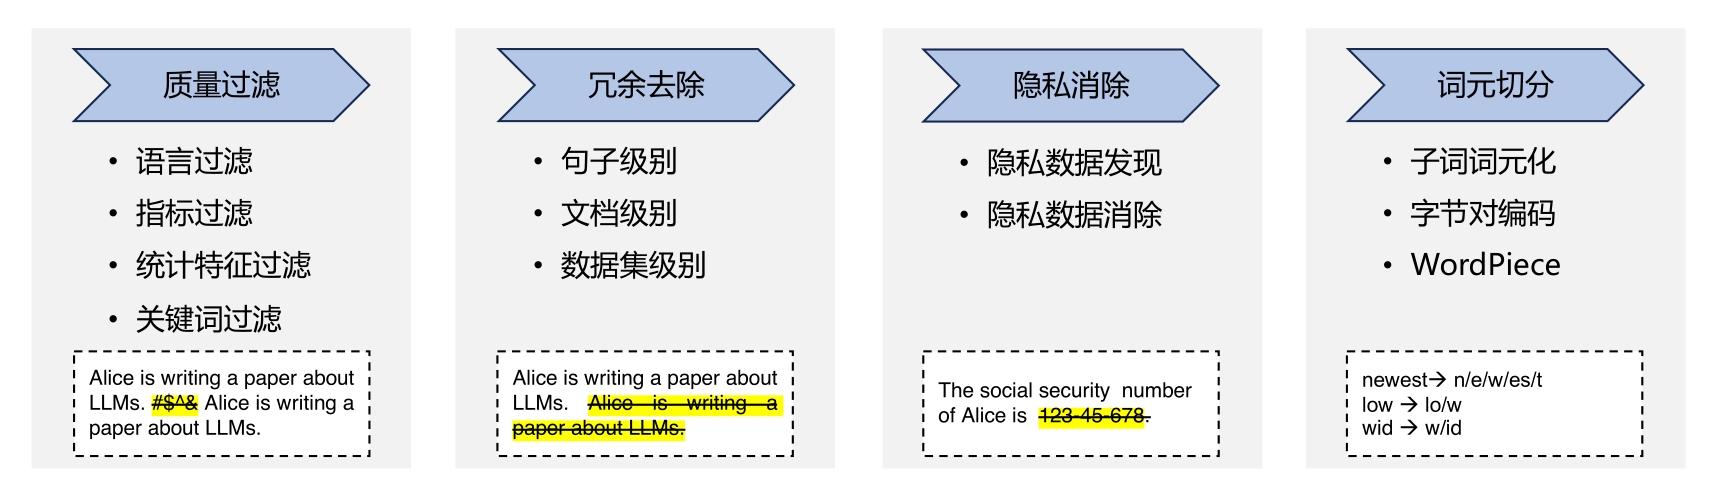 质量过滤
• 语言过滤
• 指标过滤
• 统计特征过滤
• 关键词过滤
Alice is writing a paper about
LLMs. #$^& Alice is writing a
paper about LLMs.
冗余去除
• 句子级别
• 文档级别
• 数据集级别
Alice is writing a paper about
LLMs. Alice is writing a
paper about LLMs.
隐私消除
• 隐私数据发现
• 隐私数据消除
The social security number
of Alice is 123-45-678.
词元切分
• 子词词元化
• 字节对编码
• WordPiece
newest→ n/e/w/es/t
low → lo/w
wid → w/id